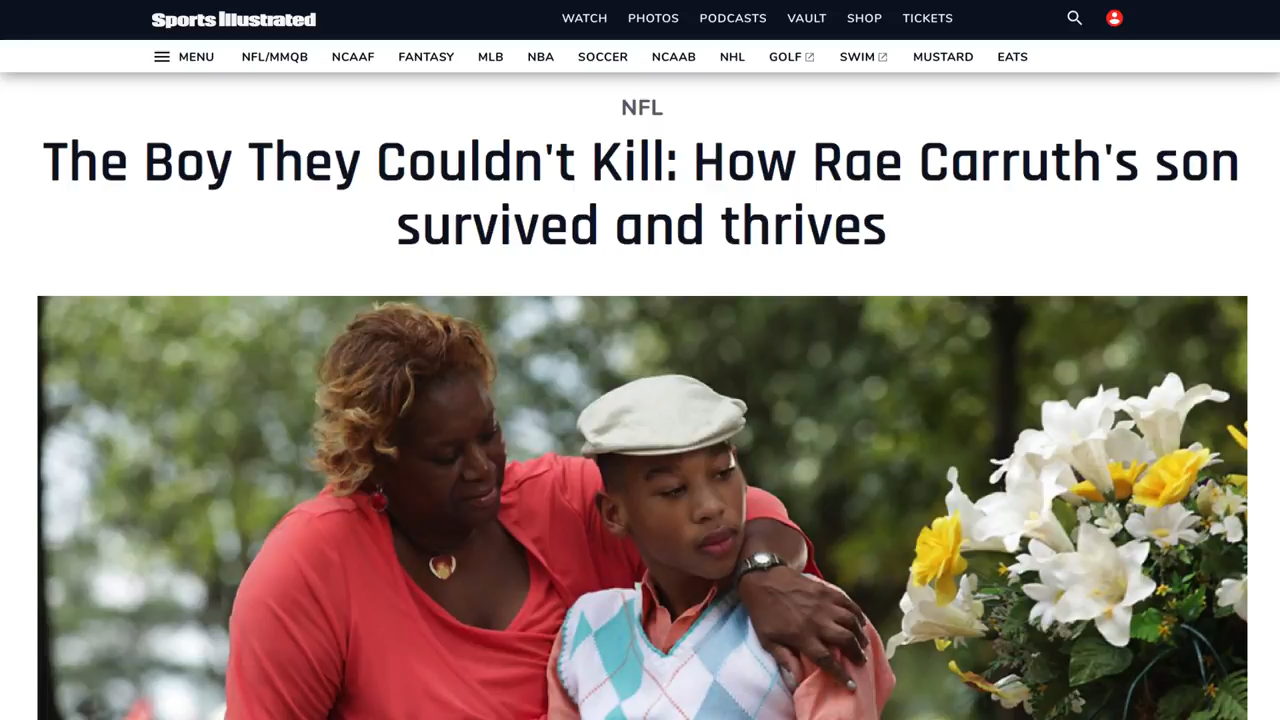 Sports Illustrated
WATCH PHOTOS PODCASTS VAULT SHOP TICKETS
MENU NFL/MMQB NCAAF FANTASY MLB NBA SOCCER NCAAB NHL GOLF SWIM MUSTARD EATS
NFL
The Boy They Couldn't Kill: How Rae Carruth's son
survived and thrives